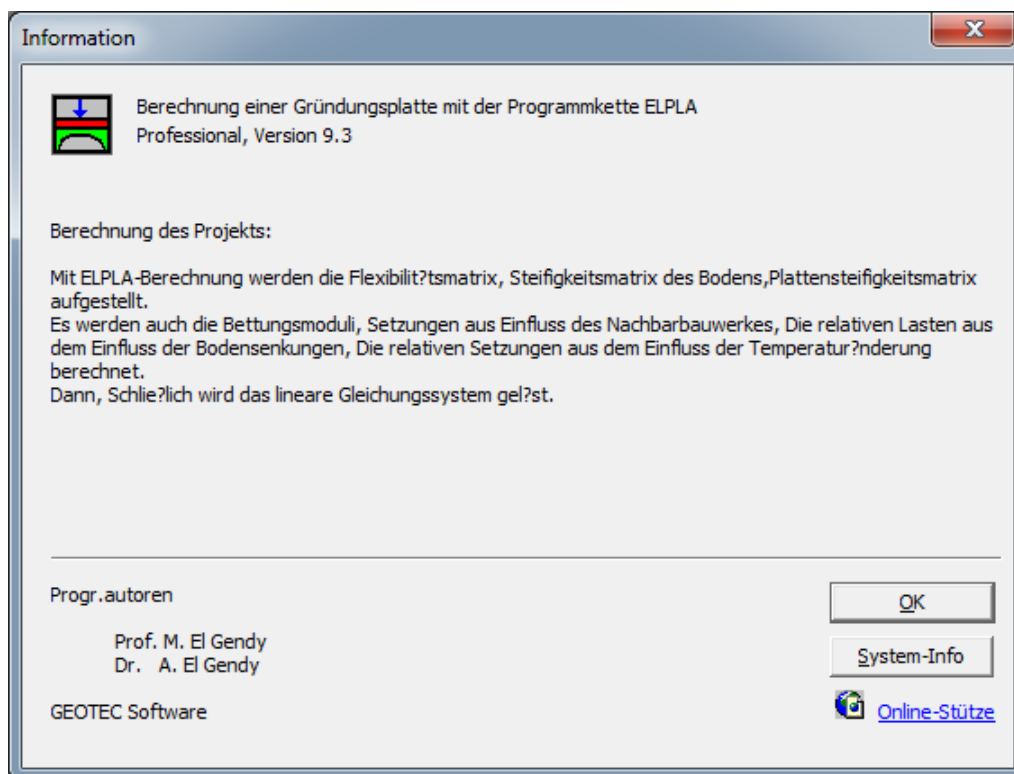 Information
Berechnung einer Gründungsplatte mit der Programmkette ELPLA
Professional, Version 9.3
Berechnung des Projekts:
Mit ELPLA-Berechnung werden die Flexibilit?tsmatrix, Steifigkeitsmatrix des Bodens,Plattensteifigkeitsmatrix
aufgestellt.
Es werden auch die Bettungsmoduli, Setzungen aus Einfluss des Nachbarbauwerkes, Die relativen Lasten aus
dem Einfluss der Bodensenkungen, Die relativen Setzungen aus dem Einfluss der Temperatur?nderung
berechnet.
Dann, Schlie?lich wird das lineare Gleichungssystem gel?st.
Progr.autoren
Prof. M. El Gendy
Dr. A. El Gendy
GEOTEC Software
OK
System-Info
Online-Stütze